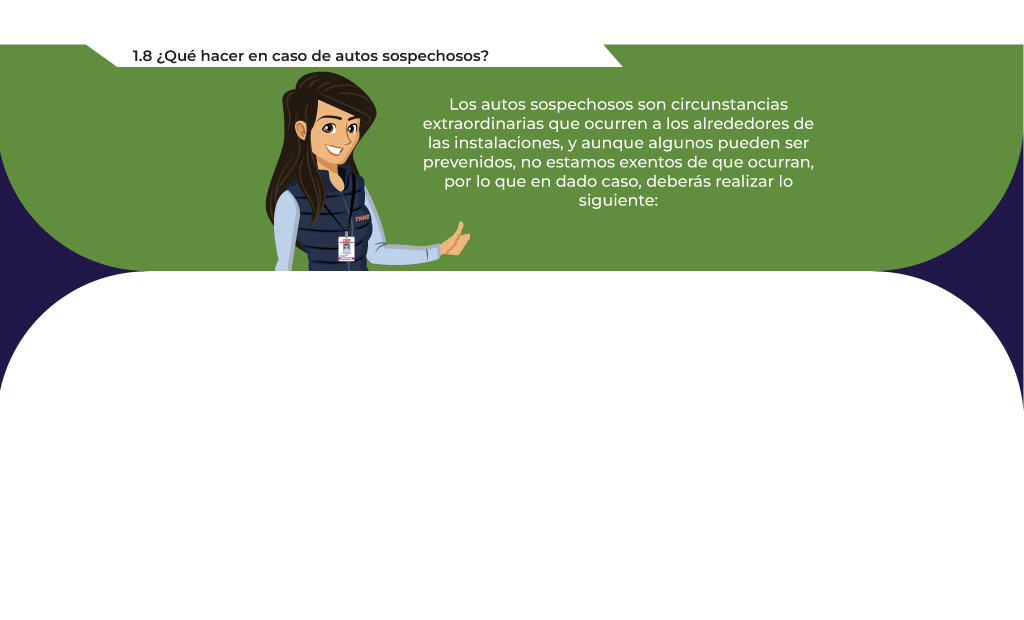 1.8 ¿Qué hacer en caso de autos sospechosos?
Los autos sospechosos son circunstancias
extraordinarias que ocurren a los alrededores de
las instalaciones, y aunque algunos pueden ser
prevenidos, no estamos exentos de que ocurran,
por lo que en dado caso, deberás realizar lo
siguiente: